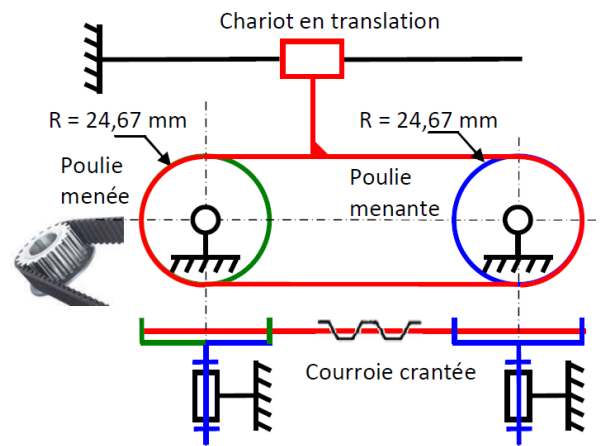 Chariot en translation
R = 24,67 mm
R = 24,67 mm
Poulie
menée
Poulie
menante
Courroie crantée